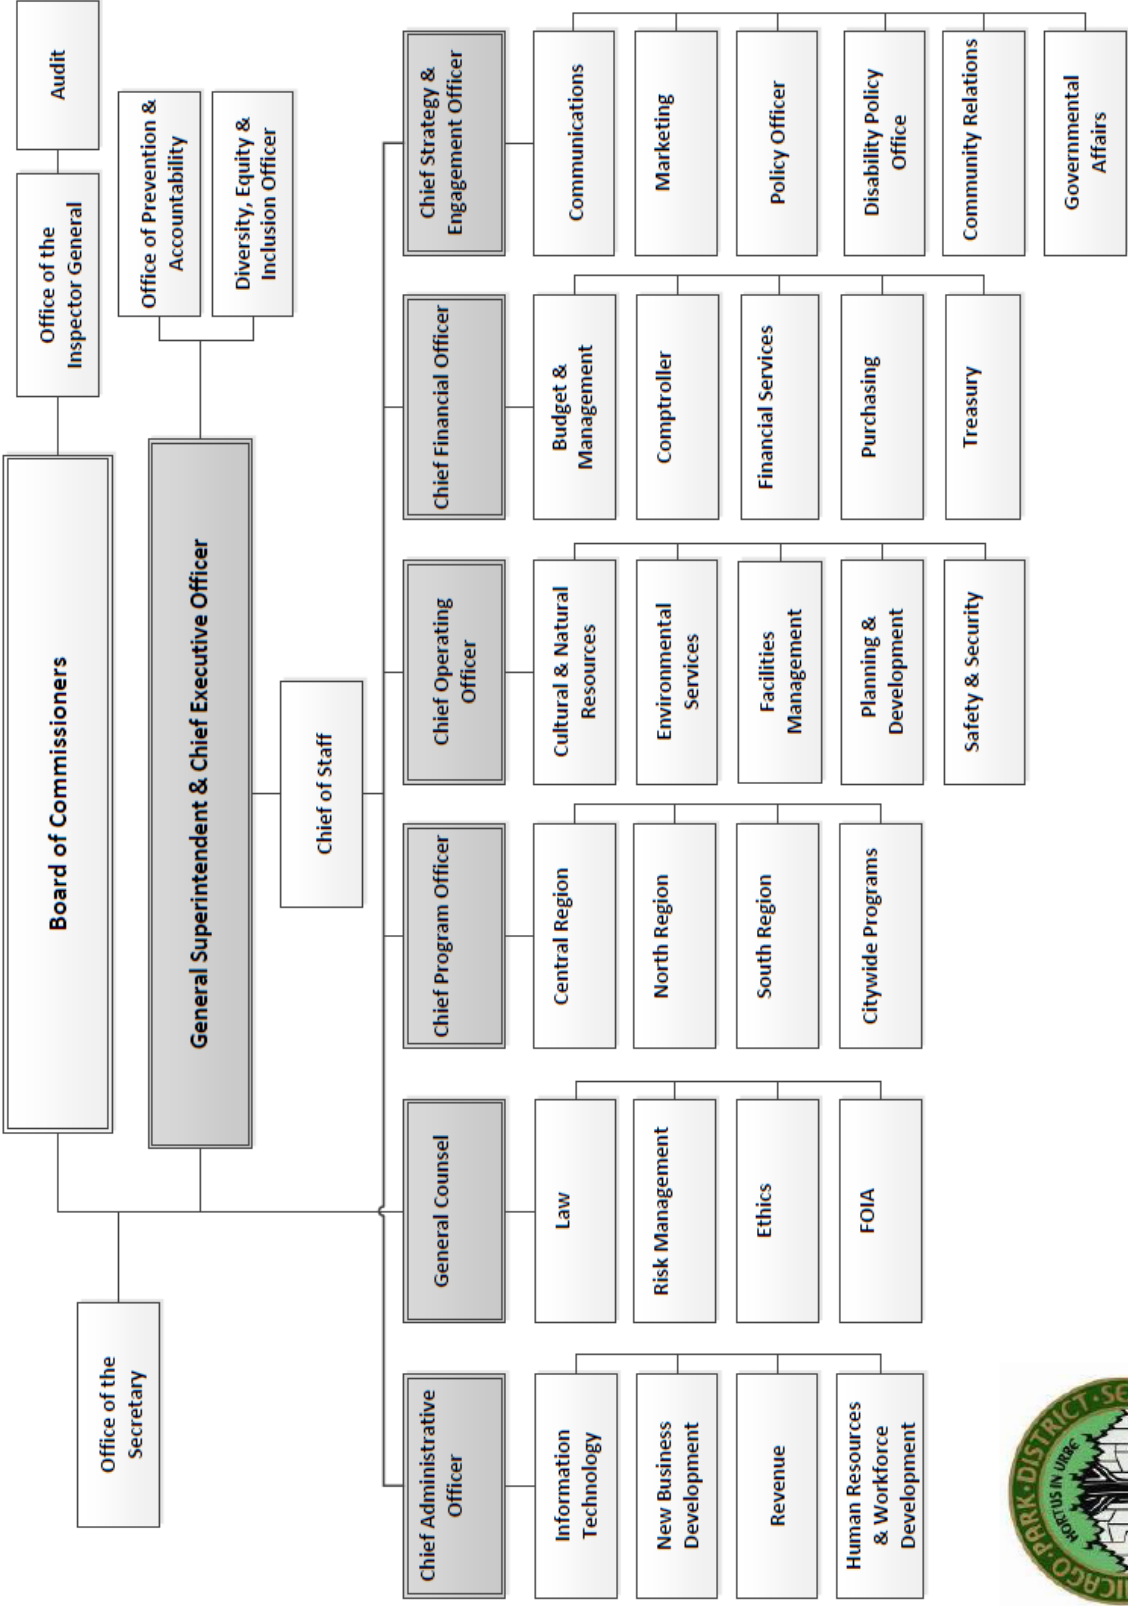 Board of Commissioners
Office of the
Inspector General
Audit
Office of the
Secretary
General Superintendent & Chief Executive Officer
Office of Prevention &
Accountability
Diversity, Equity &
Inclusion Officer
Chief of Staff
Chief Administrative
Officer
Information
Technology
New Business
Development
Revenue
Human Resources
& Workforce
Development
General Counsel
Law
Risk Management
Ethics
FOIA
Chief Program Officer
Central Region
North Region
South Region
Citywide Programs
Chief Operating
Officer
Cultural & Natural
Resources
Environmental
Services
Facilities
Management
Planning &
Development
Safety & Security
Chief Financial Officer
Budget &
Management
Comptroller
Financial Services
Purchasing
Treasury
Chief Strategy &
Engagement Officer
Communications
Marketing
Policy Officer
Disability Policy
Office
Community Relations
Governmental
Affairs
PARK·DISTRICT·
HORTUS IN URBE